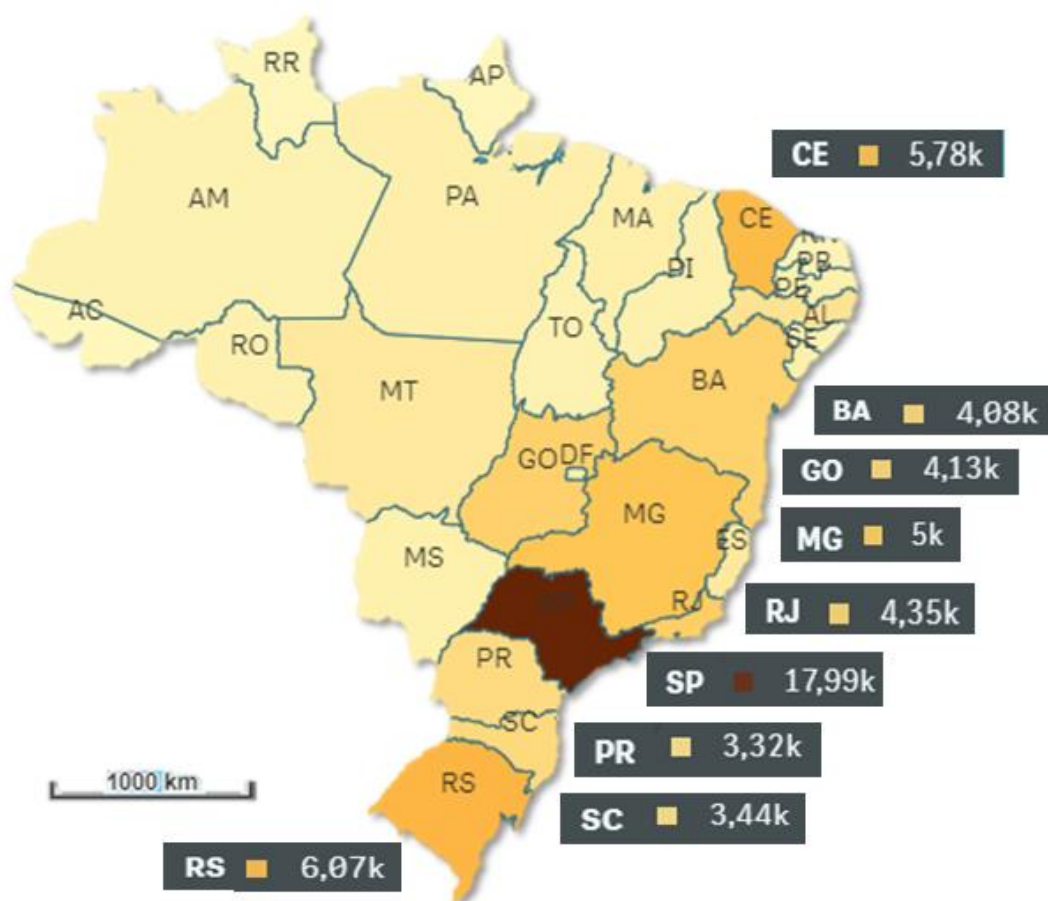 RR
AP
CE 5,78k
AM
PA
MA
CE
PI
PB
PE
AC
TO
AL
SE
RO
MT
BA
BA 4,08k
GO
DF
GO 4,13k
MG
MG 5k
MS
ES
RJ
RJ 4,35k
PR
SP 17,99k
SC
PR 3,32k
1000 km
RS
SC 3,44k
RS 6,07k